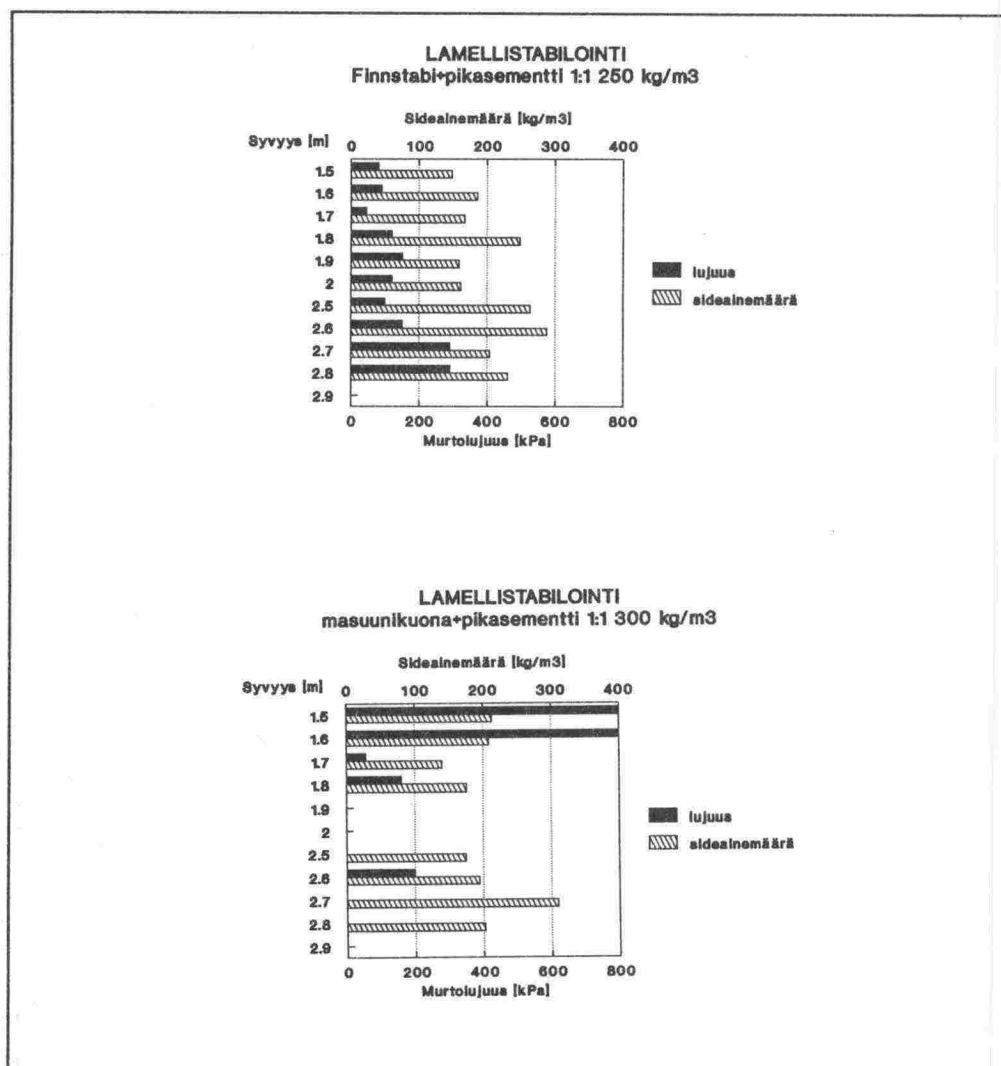 LAMELLISTABILOINTI
Finnstabi+pikasementti 1:1 250 kg/m3
Sideainemäärä [kg/m3]
Syvyys [m]
0 100 200 300 400
1.5
1.6
1.7
1.8
1.9
2
2.5
2.6
2.7
2.8
2.9
lujuus
sideainemäärä
0 200 400 600 800
Murtolujuus [kPa]
LAMELLISTABILOINTI
masuunikuona+pikasementti 1:1 300 kg/m3
Sideainemäärä [kg/m3]
Syvyys [m]
0 100 200 300 400
1.5
1.6
1.7
1.8
1.9
2
2.5
2.6
2.7
2.8
2.9
lujuus
sideainemäärä
0 200 400 600 800
Murtolujuus [kPa]